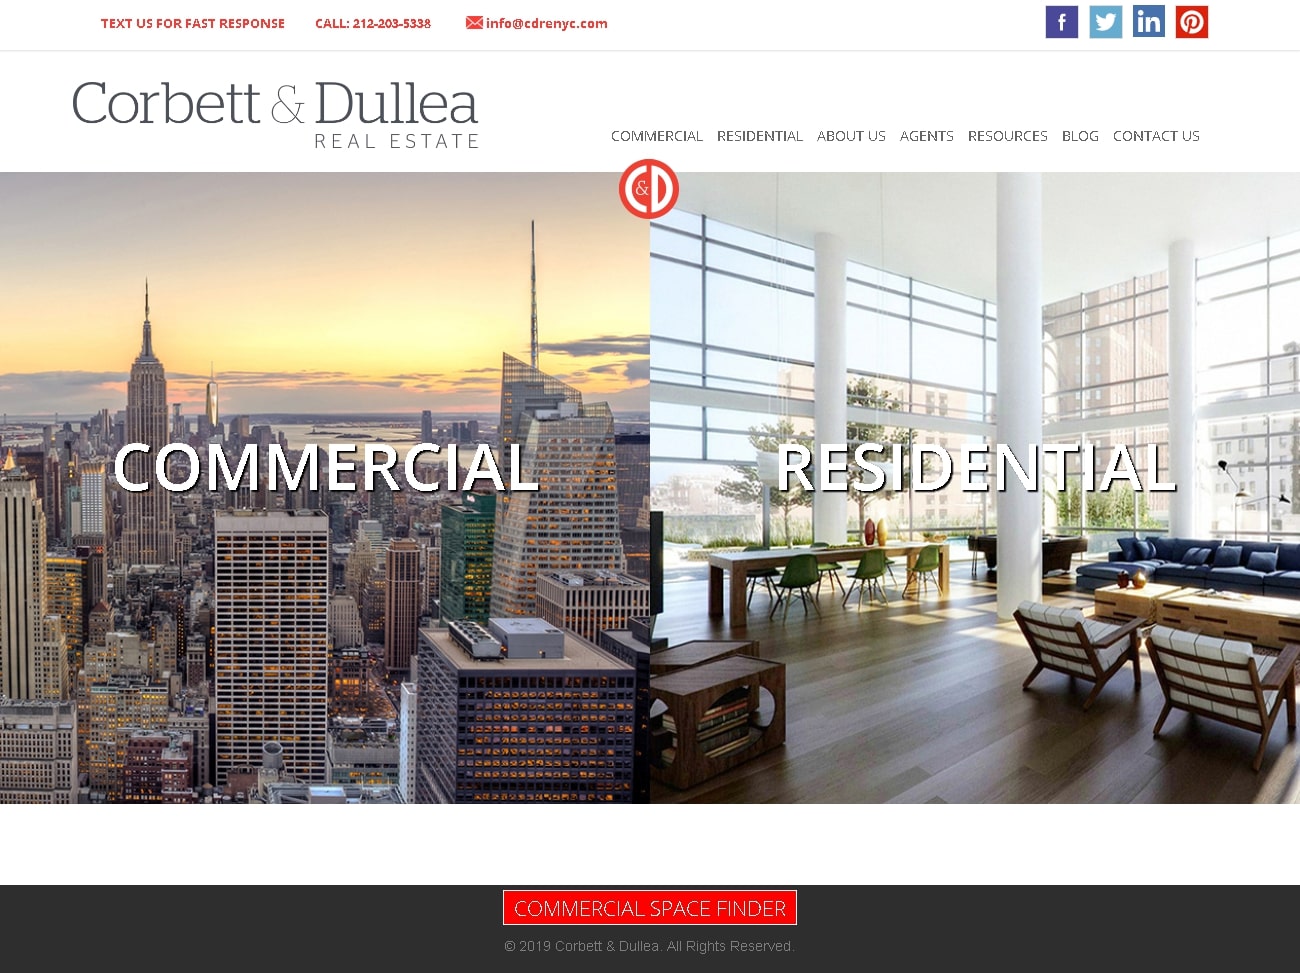 TEXT US FOR FAST RESPONSE CALL: 212-203-5338 info@cdrenyc.com
Corbett & Dullea
REAL ESTATE
COMMERCIAL RESIDENTIAL ABOUT US AGENTS RESOURCES BLOG CONTACT US
C&D
COMMERCIAL RESIDENTIAL
COMMERCIAL SPACE FINDER
© 2019 Corbett & Dullea. All Rights Reserved.